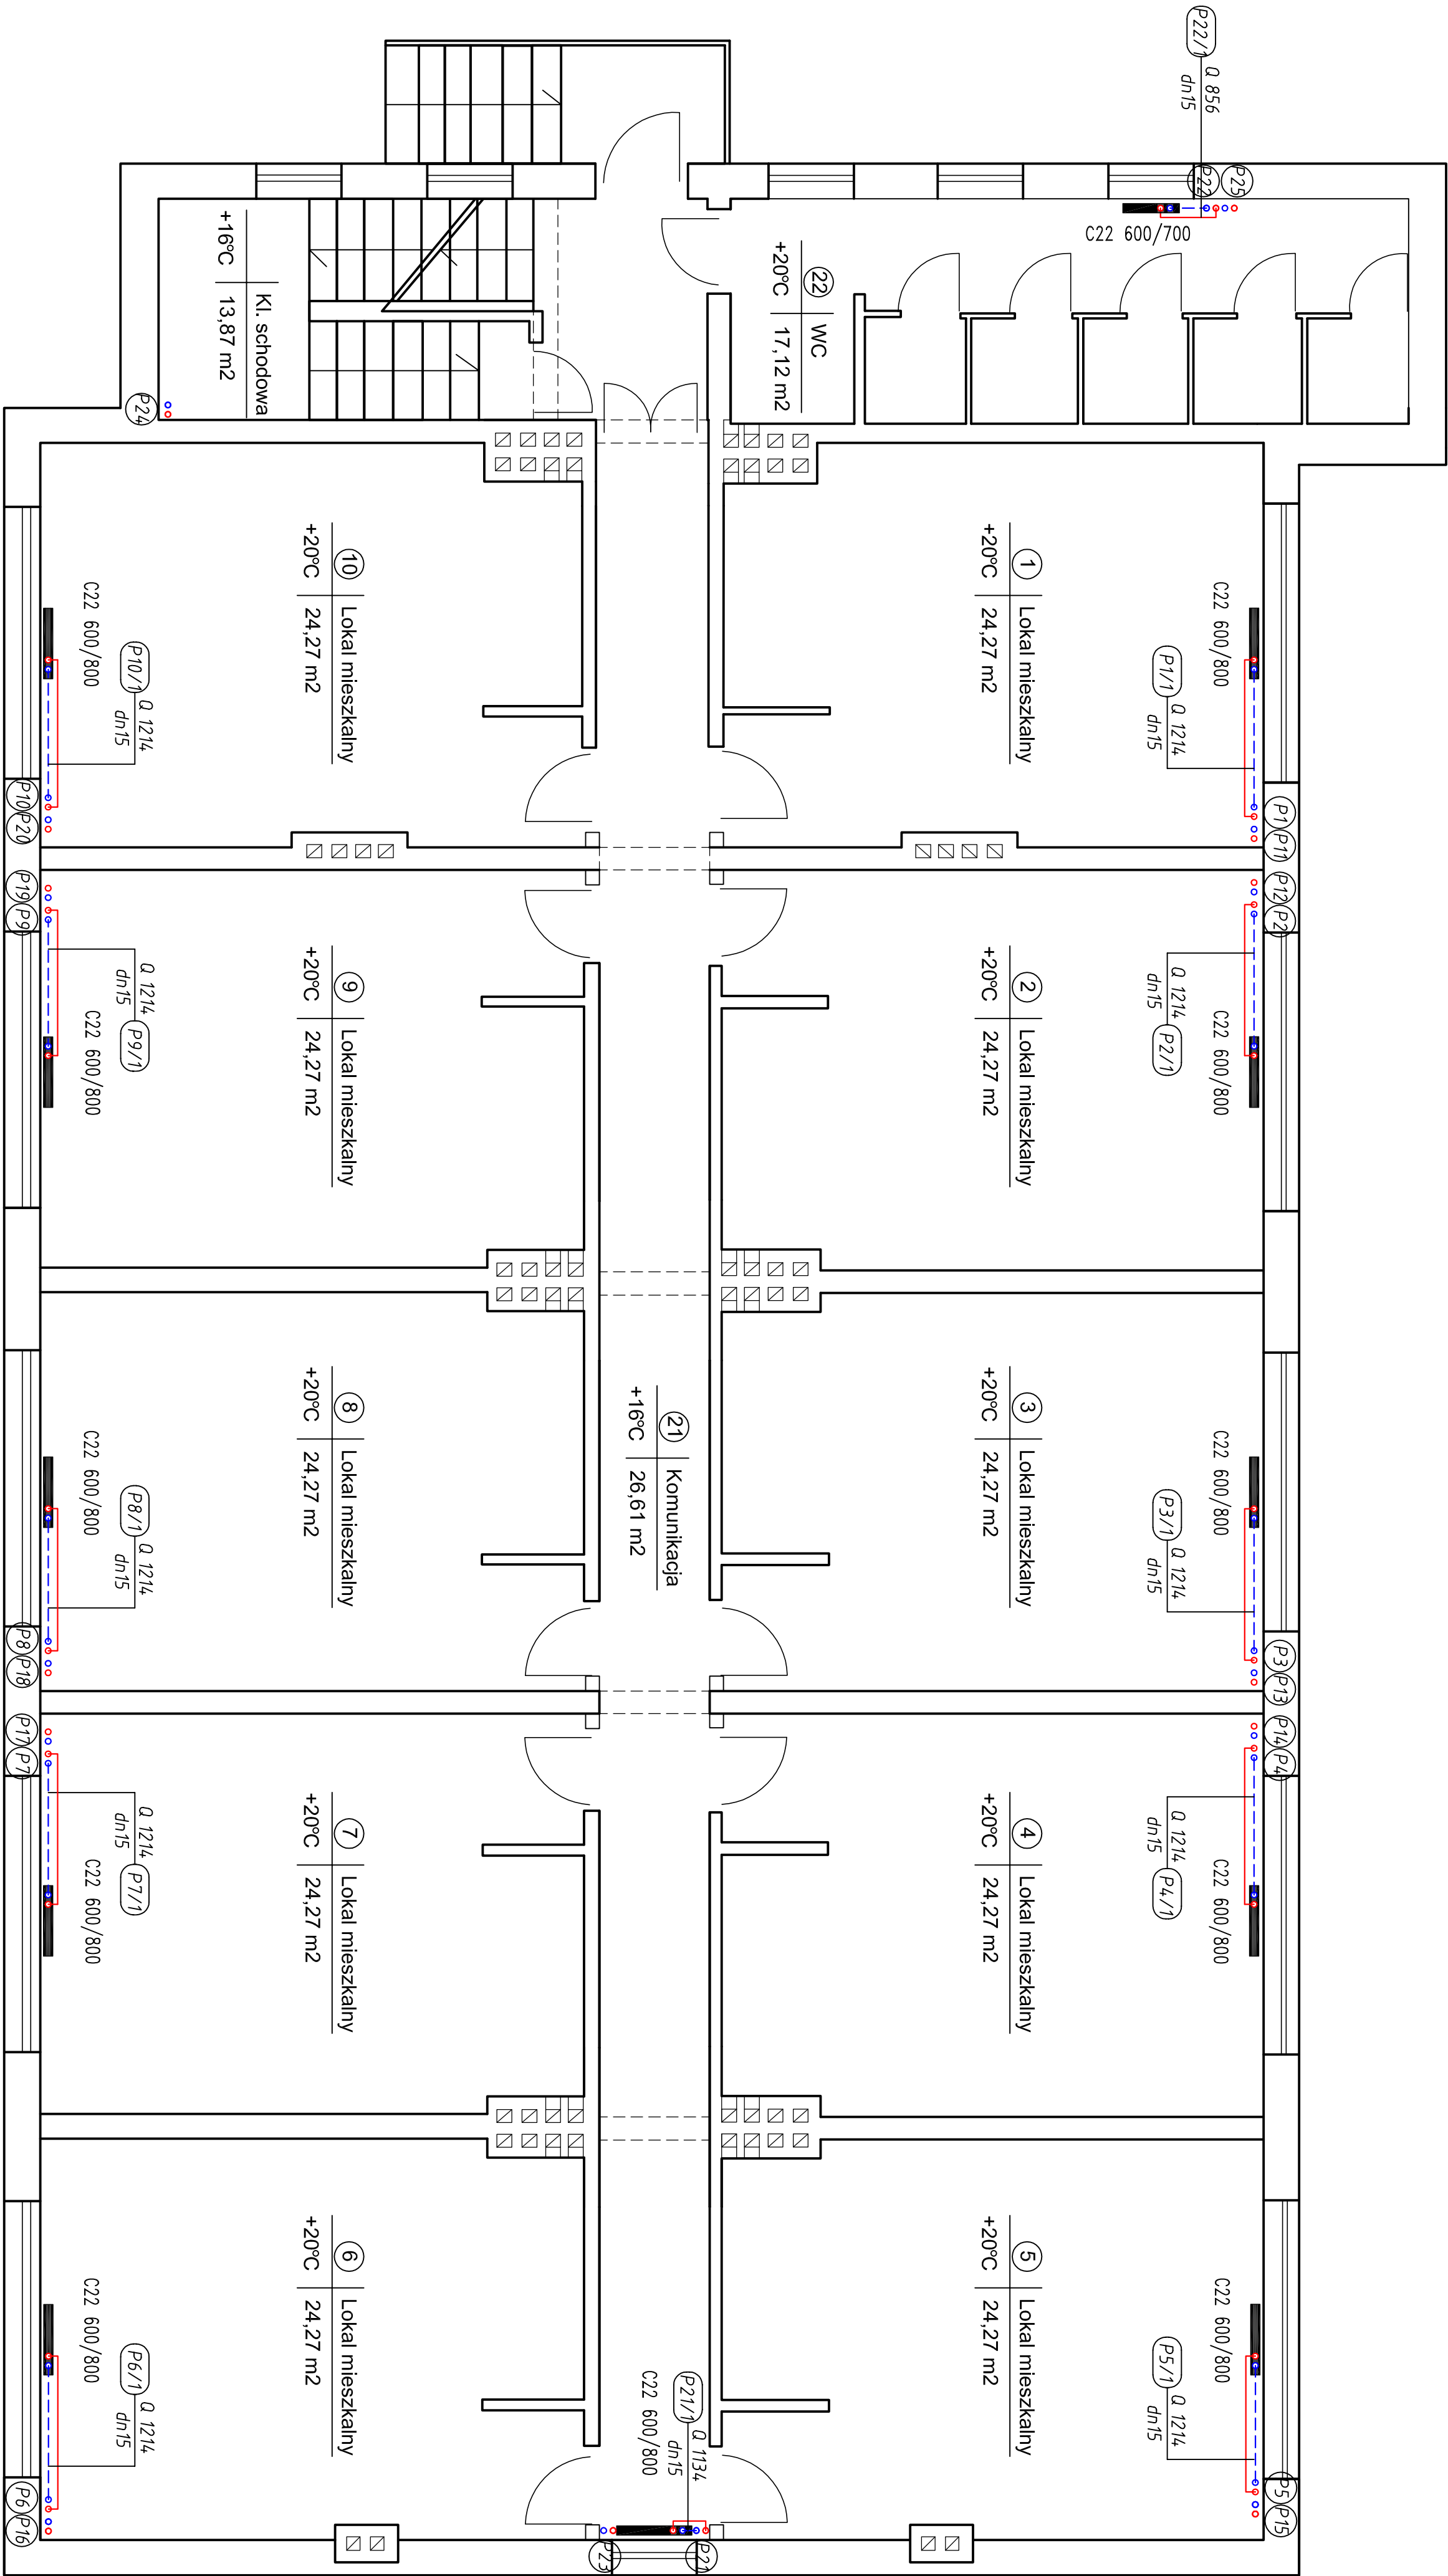 P22/1
Q 856
dn15
P22
P25
C22 600/700
22
WC
+20°C
17,12 m2
Kl. schodowa
+16°C
13,87 m2
P24
1
Lokal mieszkalny
+20°C
24,27 m2
C22 600/800
P1/1
Q 1214
dn15
P1
P11
10
Lokal mieszkalny
+20°C
24,27 m2
C22 600/800
P10/1
Q 1214
dn15
P10
P20
P12
P2
2
Lokal mieszkalny
+20°C
24,27 m2
Q 1214
dn15
P2/1
C22 600/800
P19
P9
9
Lokal mieszkalny
+20°C
24,27 m2
Q 1214
dn15
P9/1
C22 600/800
3
Lokal mieszkalny
+20°C
24,27 m2
C22 600/800
P3/1
Q 1214
dn15
P3
P13
21
Komunikacja
+16°C
26,61 m2
8
Lokal mieszkalny
+20°C
24,27 m2
C22 600/800
P8/1
Q 1214
dn15
P8
P18
P14
P4
4
Lokal mieszkalny
+20°C
24,27 m2
Q 1214
dn15
P4/1
C22 600/800
P17
P7
7
Lokal mieszkalny
+20°C
24,27 m2
Q 1214
dn15
P7/1
C22 600/800
5
Lokal mieszkalny
+20°C
24,27 m2
C22 600/800
P5/1
Q 1214
dn15
P5
P15
P21/1
Q 1134
dn15
C22 600/800
P21
P23
6
Lokal mieszkalny
+20°C
24,27 m2
C22 600/800
P6/1
Q 1214
dn15
P6
P16